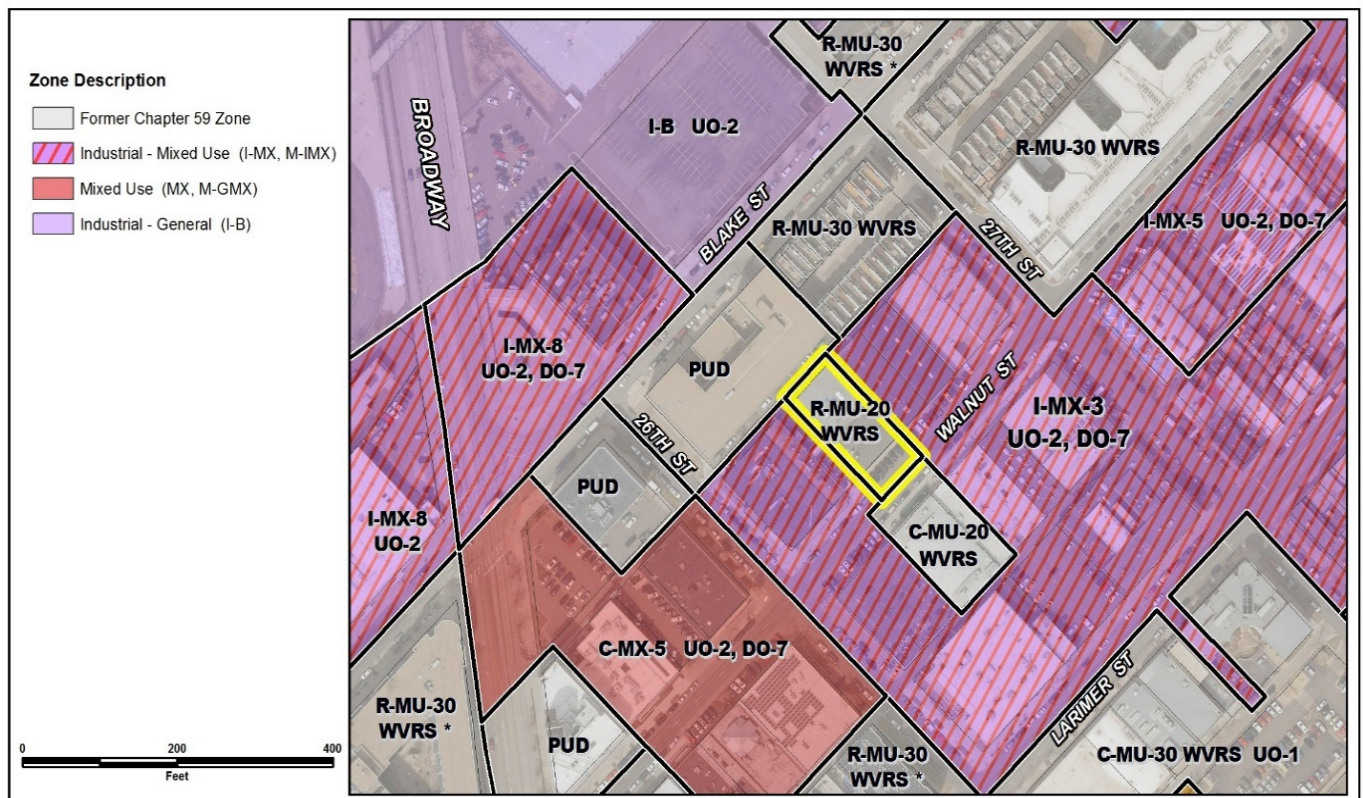 Zone Description
Former Chapter 59 Zone
Industrial - Mixed Use (I-MX, M-IMX)
Mixed Use (MX, M-GMX)
Industrial - General (I-B)
0 200 400
Feet
R-MU-30
WVRS *
BROADWAY
I-B UO-2
R-MU-30 WVRS
BLAKE ST
R-MU-30 WVRS
27TH ST
I-MX-5 UO-2, DO-7
I-MX-8
UO-2, DO-7
PUD
R-MU-20
WVRS
WALNUT ST
I-MX-3
UO-2, DO-7
26TH ST
PUD
I-MX-8
UO-2
C-MU-20
WVRS
C-MX-5 UO-2, DO-7
LARIMER ST
R-MU-30
WVRS *
PUD
R-MU-30
WVRS *
C-MU-30 WVRS UO-1